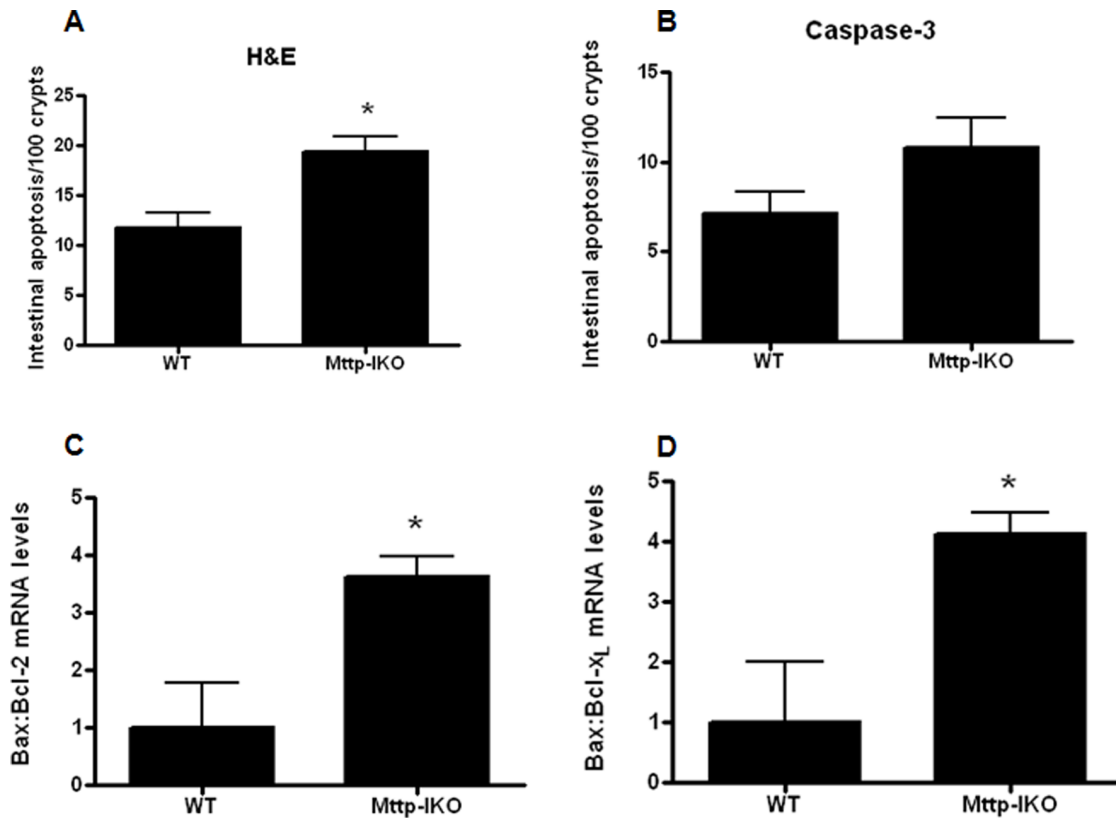 A
H&E
Intestinal apoptosis/100 crypts
25
20
15
10
5
0
*
WT
Mttp-IKO
B
Caspase-3
Intestinal apoptosis/100 crypts
15
10
5
0
WT
Mttp-IKO
C
Bax:Bcl-2 mRNA levels
5
4
3
2
1
0
*
WT
Mttp-IKO
D
Bax:Bcl-xL mRNA levels
5
4
3
2
1
0
*
WT
Mttp-IKO